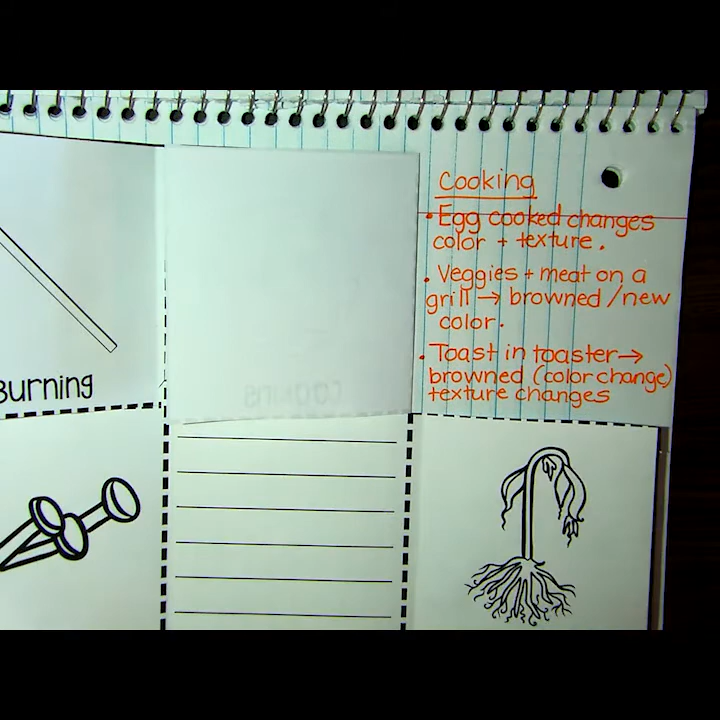 Cooking
• Egg cooked changes
color + texture.
• Veggies + meat on a
grill → browned/new
color.
• Toast in toaster →
browned (color change)
texture changes
Burning
Cooking